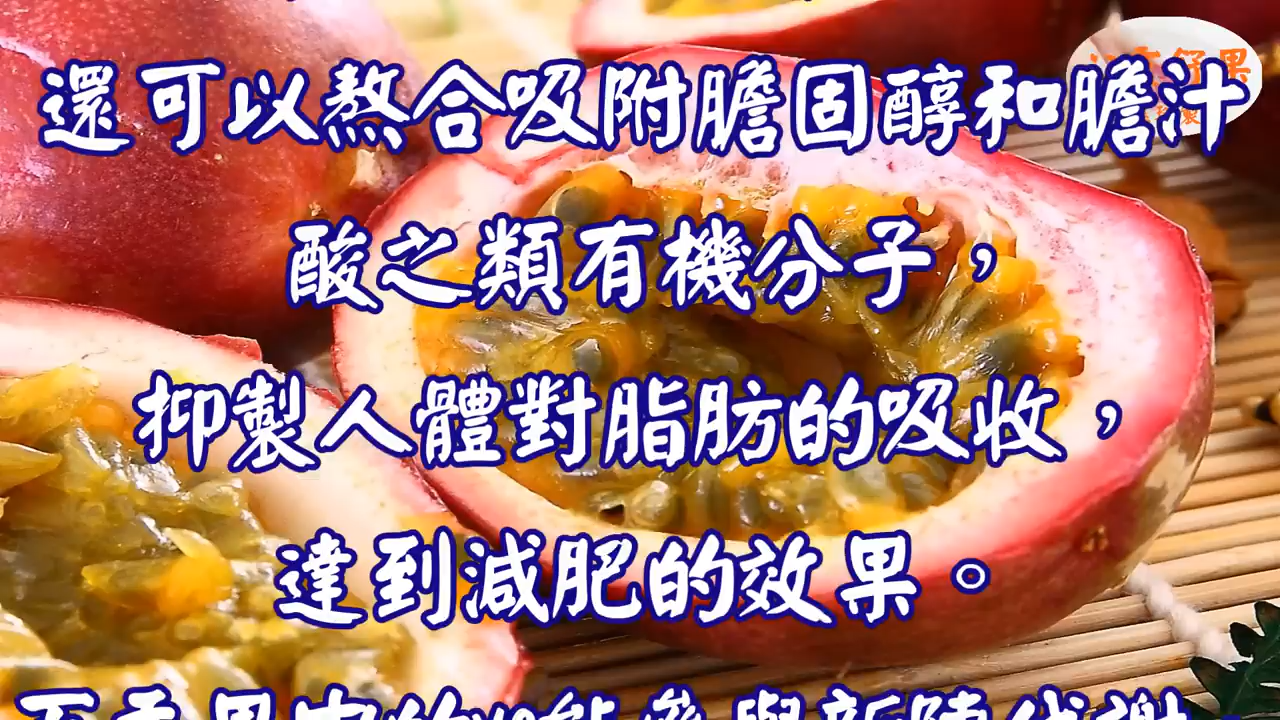 還可以熬合吸附膽固醇和膽汁
酸之類有機分子，
抑製人體對脂肪的吸收，
達到減肥的效果。